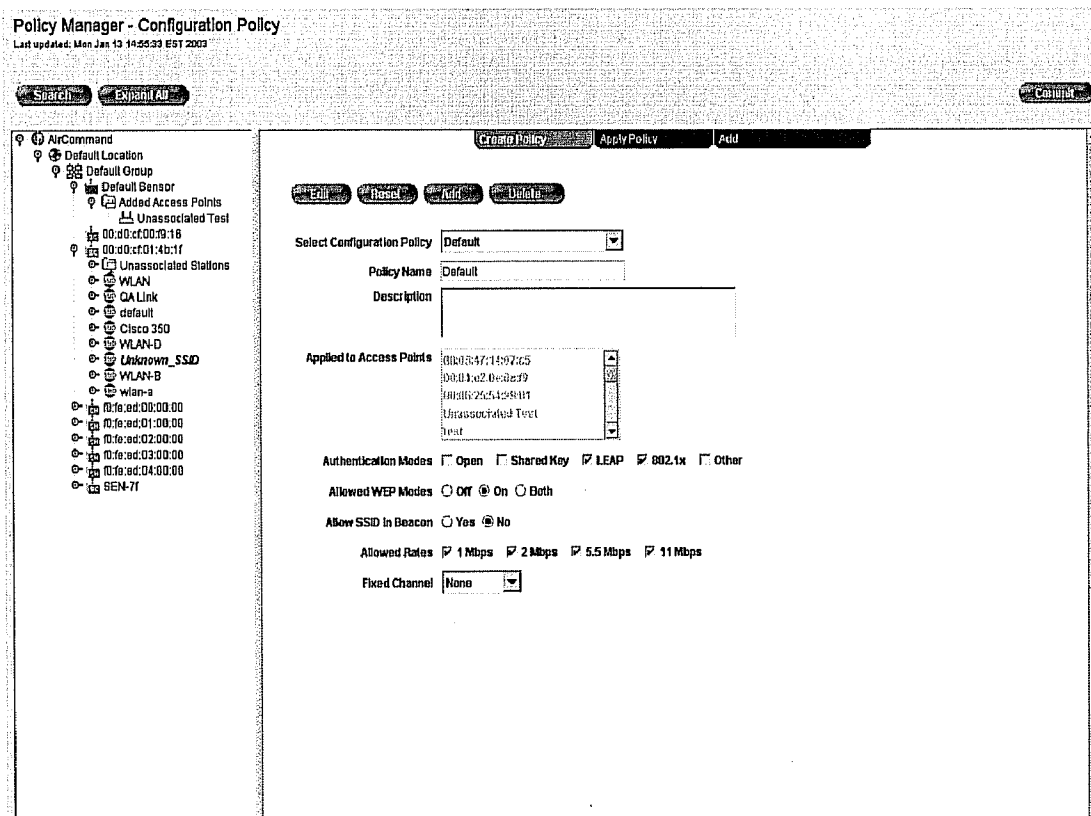 Policy Manager - Configuration Policy
Last updated: Mon Jan 13 14:55:33 EST 2003
Search Expand All Commit
Create Policy Apply Policy Add
AirCommand
Default Location
Default Group
Default Sensor
Added Access Points
Unassociated Test
00:d0:cf:00:f9:16
00:d0:cf:01:4b:1f
Unassociated Stations
WLAN
QA Link
default
Cisco 350
WLAN-D
Unknown_SSID
WLAN-B
wlan-a
f0:fe:ed:00:00:00
f0:fe:ed:01:00:00
f0:fe:ed:02:00:00
f0:fe:ed:03:00:00
f0:fe:ed:04:00:00
SEN-7f
Edit Reset Add Delete
Select Configuration Policy Default
Policy Name Default
Description
Applied to Access Points
Unassociated Test
test
Authentication Modes Open Shared Key LEAP 802.1x Other
Allowed WEP Modes Off On Both
Allow SSID in Beacon Yes No
Allowed Rates 1 Mbps 2 Mbps 5.5 Mbps 11 Mbps
Fixed Channel None